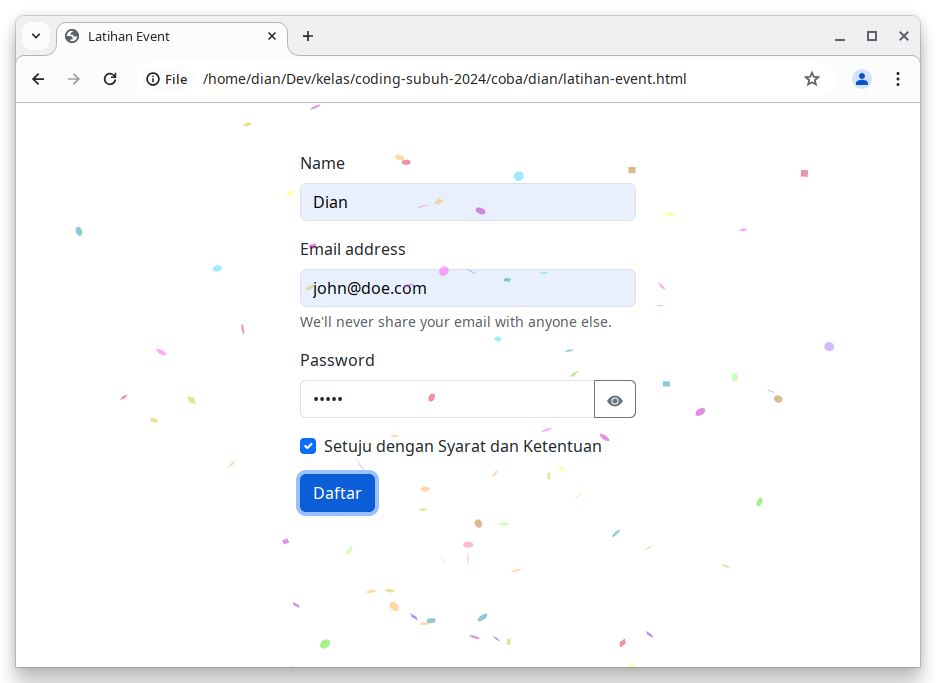 Latihan Event
File /home/dian/Dev/kelas/coding-subuh-2024/coba/dian/latihan-event.html
Name
Dian
Email address
john@doe.com
We'll never share your email with anyone else.
Password
•••••
Setuju dengan Syarat dan Ketentuan
Daftar